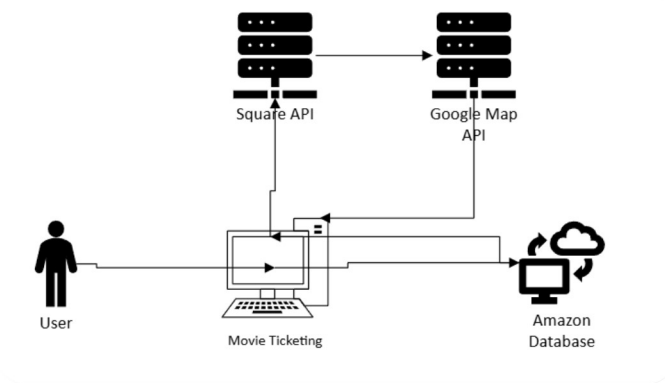 Square API
Google Map
API
User
Movie Ticketing
Amazon
Database